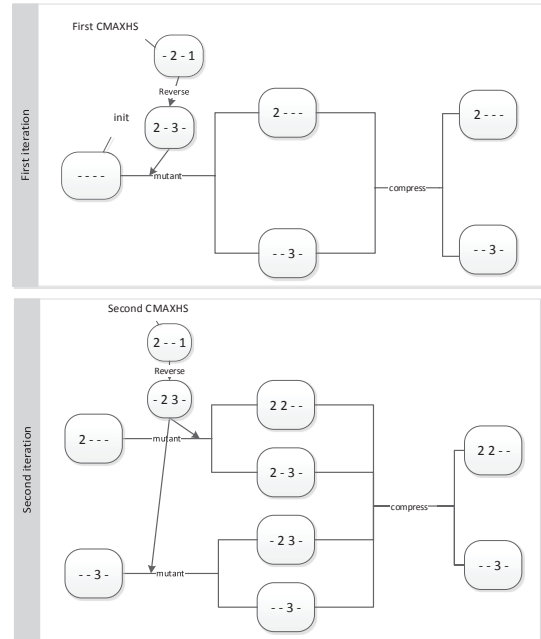 First iteration
First CMAXHS
- 2 - 1
Reverse
init
2 - 3 -
- - - -
mutant
2 - - -
- - 3 -
compress
2 - - -
- - 3 -
Second iteration
Second CMAXHS
2 - - 1
Reverse
- 2 3 -
2 - - -
mutant
2 2 - -
2 - 3 -
- - 3 -
mutant
- 2 3 -
- - 3 -
compress
2 2 - -
- - 3 -